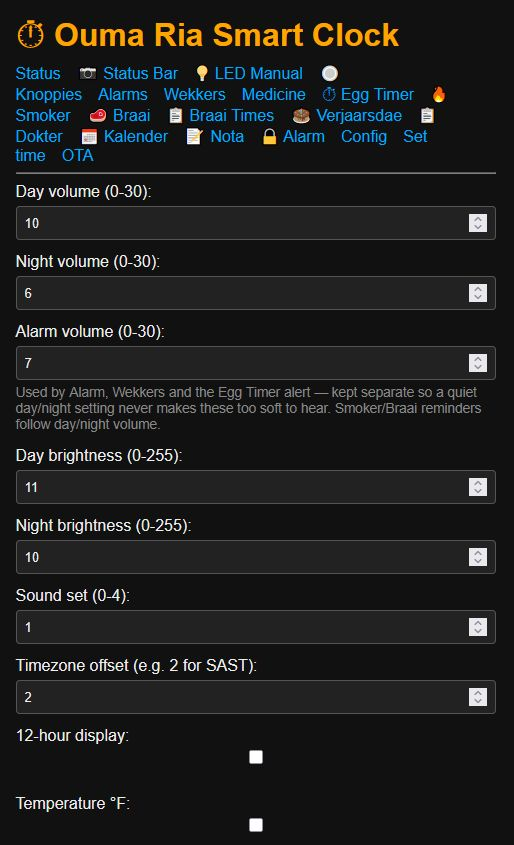 ⏱ Ouma Ria Smart Clock
Status 📷 Status Bar 💡 LED Manual 🔘
Knoppies Alarms Wekkers Medicine ⏱ Egg Timer 🔥
Smoker 🥩 Braai 📋 Braai Times 🎂 Verjaarsdae 📋
Dokter 📅 Kalender 📝 Nota 🔒 Alarm Config Set
time OTA
Day volume (0-30):
10
Night volume (0-30):
6
Alarm volume (0-30):
7
Used by Alarm, Wekkers and the Egg Timer alert — kept separate so a quiet
day/night setting never makes these too soft to hear. Smoker/Braai reminders
follow day/night volume.
Day brightness (0-255):
11
Night brightness (0-255):
10
Sound set (0-4):
1
Timezone offset (e.g. 2 for SAST):
2
12-hour display:
Temperature °F: